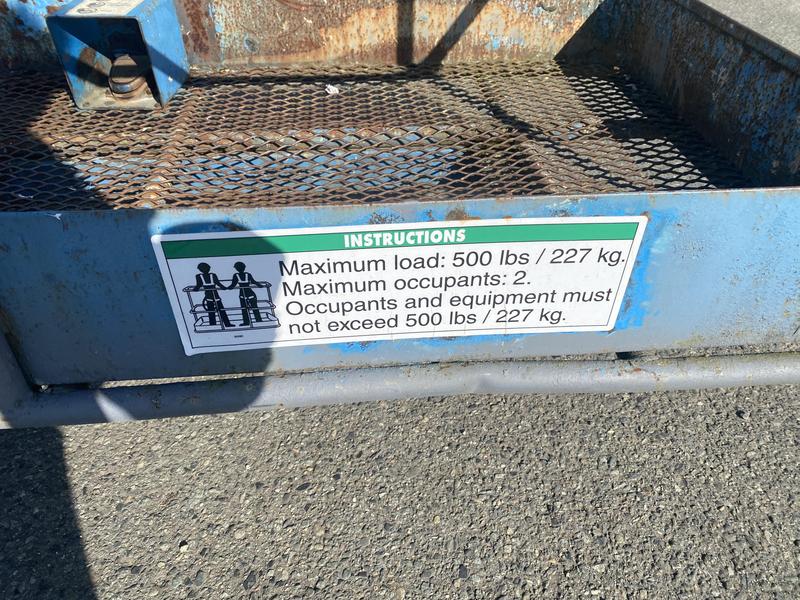 INSTRUCTIONS
Maximum load: 500 lbs / 227 kg.
Maximum occupants: 2.
Occupants and equipment must
not exceed 500 lbs / 227 kg.